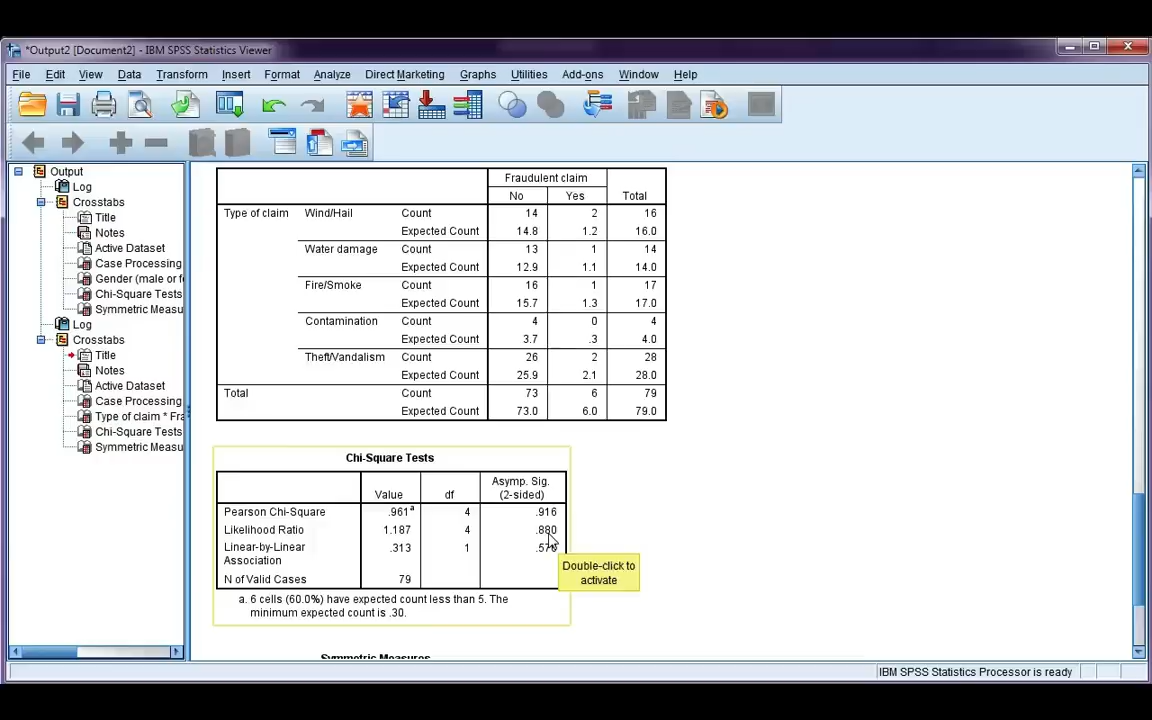 *Output2 [Document2] - IBM SPSS Statistics Viewer
File Edit View Data Transform Insert Format Analyze Direct Marketing Graphs Utilities Add-ons Window Help
Output
Log
Crosstabs
Title
Notes
Active Dataset
Case Processing
Gender (male or fe
Chi-Square Tests
Symmetric Measu
Log
Crosstabs
Title
Notes
Active Dataset
Case Processing
Type of claim * Fra
Chi-Square Tests
Symmetric Measu
Fraudulent claim
No Yes Total
Type of claim Wind/Hail Count 14 2 16
Expected Count 14.8 1.2 16.0
Water damage Count 13 1 14
Expected Count 12.9 1.1 14.0
Fire/Smoke Count 16 1 17
Expected Count 15.7 1.3 17.0
Contamination Count 4 0 4
Expected Count 3.7 .3 4.0
Theft/Vandalism Count 26 2 28
Expected Count 25.9 2.1 28.0
Total Count 73 6 79
Expected Count 73.0 6.0 79.0
Chi-Square Tests
Value df Asymp. Sig. (2-sided)
Pearson Chi-Square .961a 4 .916
Likelihood Ratio 1.187 4 .880
Linear-by-Linear .313 1
Association
N of Valid Cases 79
a. 6 cells (60.0%) have expected count less than 5. The
minimum expected count is .30.
Double-click to
activate
Symmetric Measures
IBM SPSS Statistics Processor is ready